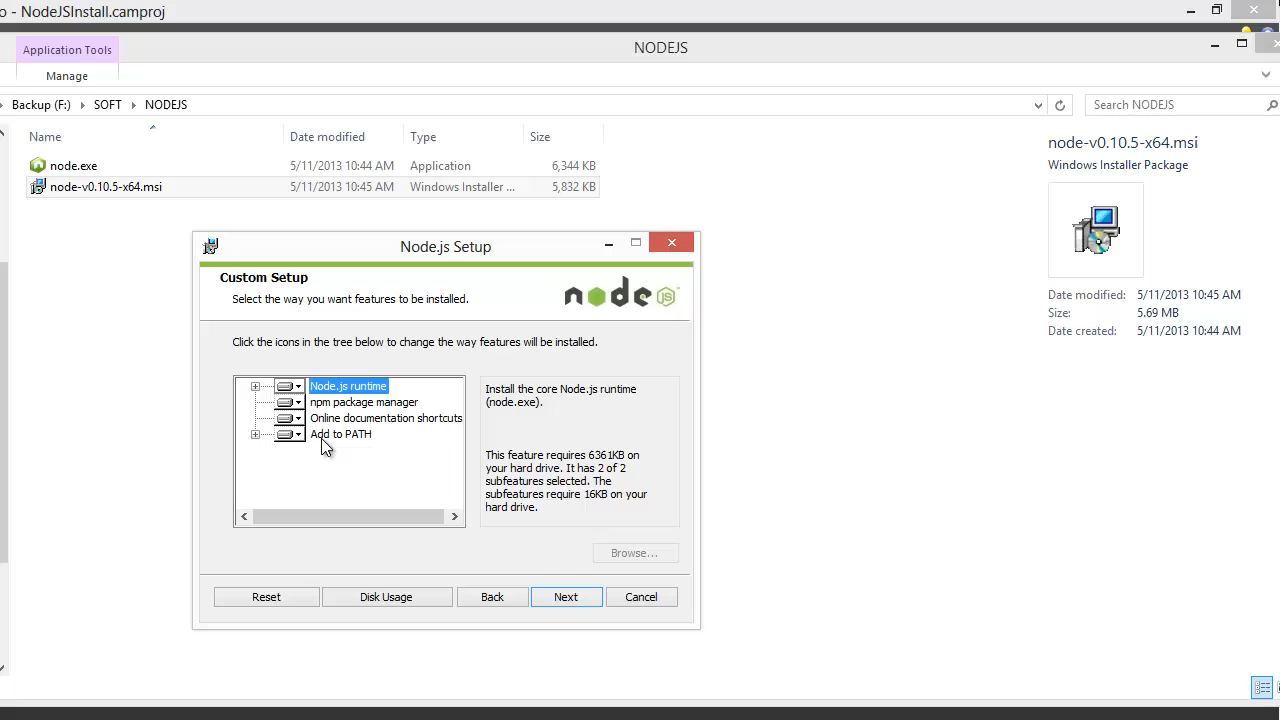 o - NodeJSInstall.camproj
Application Tools
NODEJS
Manage
Backup (F:) SOFT NODEJS
Search NODEJS
Name Date modified Type Size
node.exe 5/11/2013 10:44 AM Application 6,344 KB
node-v0.10.5-x64.msi 5/11/2013 10:45 AM Windows Installer ... 5,832 KB
node-v0.10.5-x64.msi
Windows Installer Package
Date modified: 5/11/2013 10:45 AM
Size: 5.69 MB
Date created: 5/11/2013 10:44 AM
Node.js Setup
Custom Setup
Select the way you want features to be installed.
node JS
Click the icons in the tree below to change the way features will be installed.
Node.js runtime
npm package manager
Online documentation shortcuts
Add to PATH
Install the core Node.js runtime
(node.exe).
This feature requires 6361KB on
your hard drive. It has 2 of 2
subfeatures selected. The
subfeatures require 16KB on your
hard drive.
Browse...
Reset Disk Usage Back Next Cancel